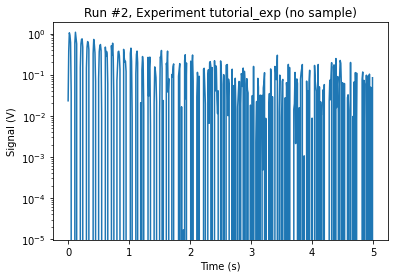 Run #2, Experiment tutorial_exp (no sample)
Signal (V)
10⁰
10⁻¹
10⁻²
10⁻³
10⁻⁴
10⁻⁵
0 1 2 3 4 5
Time (s)